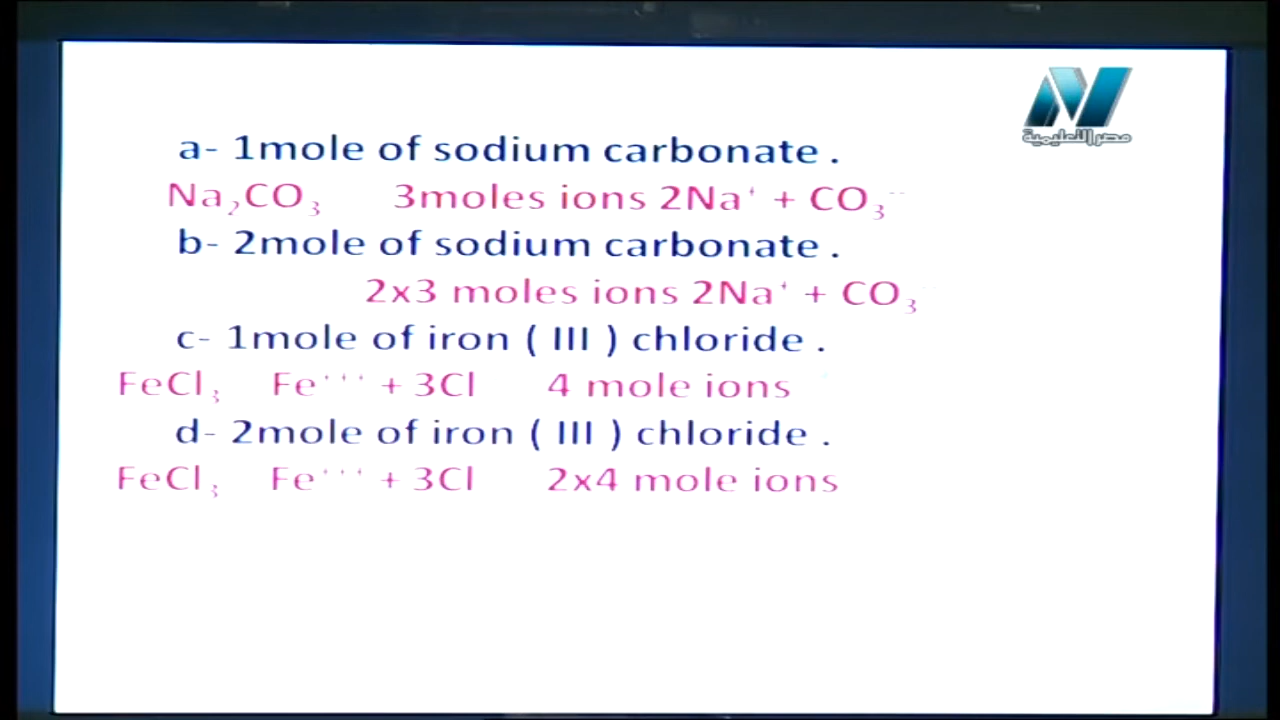 مصر التعليمية
a- 1mole of sodium carbonate .
Na₂CO₃ 3moles ions 2Na⁺ + CO₃⁻⁻
b- 2mole of sodium carbonate .
2x3 moles ions 2Na⁺ + CO₃
c- 1mole of iron ( III ) chloride .
FeCl₃ Fe⁺⁺⁺ + 3Cl 4 mole ions
d- 2mole of iron ( III ) chloride .
FeCl₃ Fe⁺⁺⁺ + 3Cl 2x4 mole ions